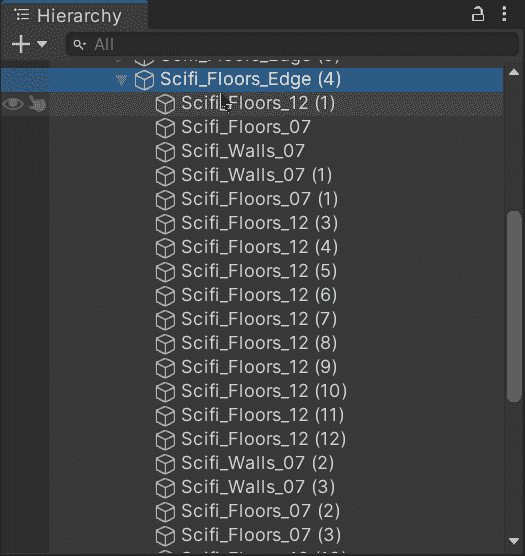 Hierarchy
All
Scifi_Floors_Edge (4)
Scifi_Floors_12 (1)
Scifi_Floors_07
Scifi_Walls_07
Scifi_Walls_07 (1)
Scifi_Floors_07 (1)
Scifi_Floors_12 (3)
Scifi_Floors_12 (4)
Scifi_Floors_12 (5)
Scifi_Floors_12 (6)
Scifi_Floors_12 (7)
Scifi_Floors_12 (8)
Scifi_Floors_12 (9)
Scifi_Floors_12 (10)
Scifi_Floors_12 (11)
Scifi_Floors_12 (12)
Scifi_Walls_07 (2)
Scifi_Walls_07 (3)
Scifi_Floors_07 (2)
Scifi_Floors_07 (3)